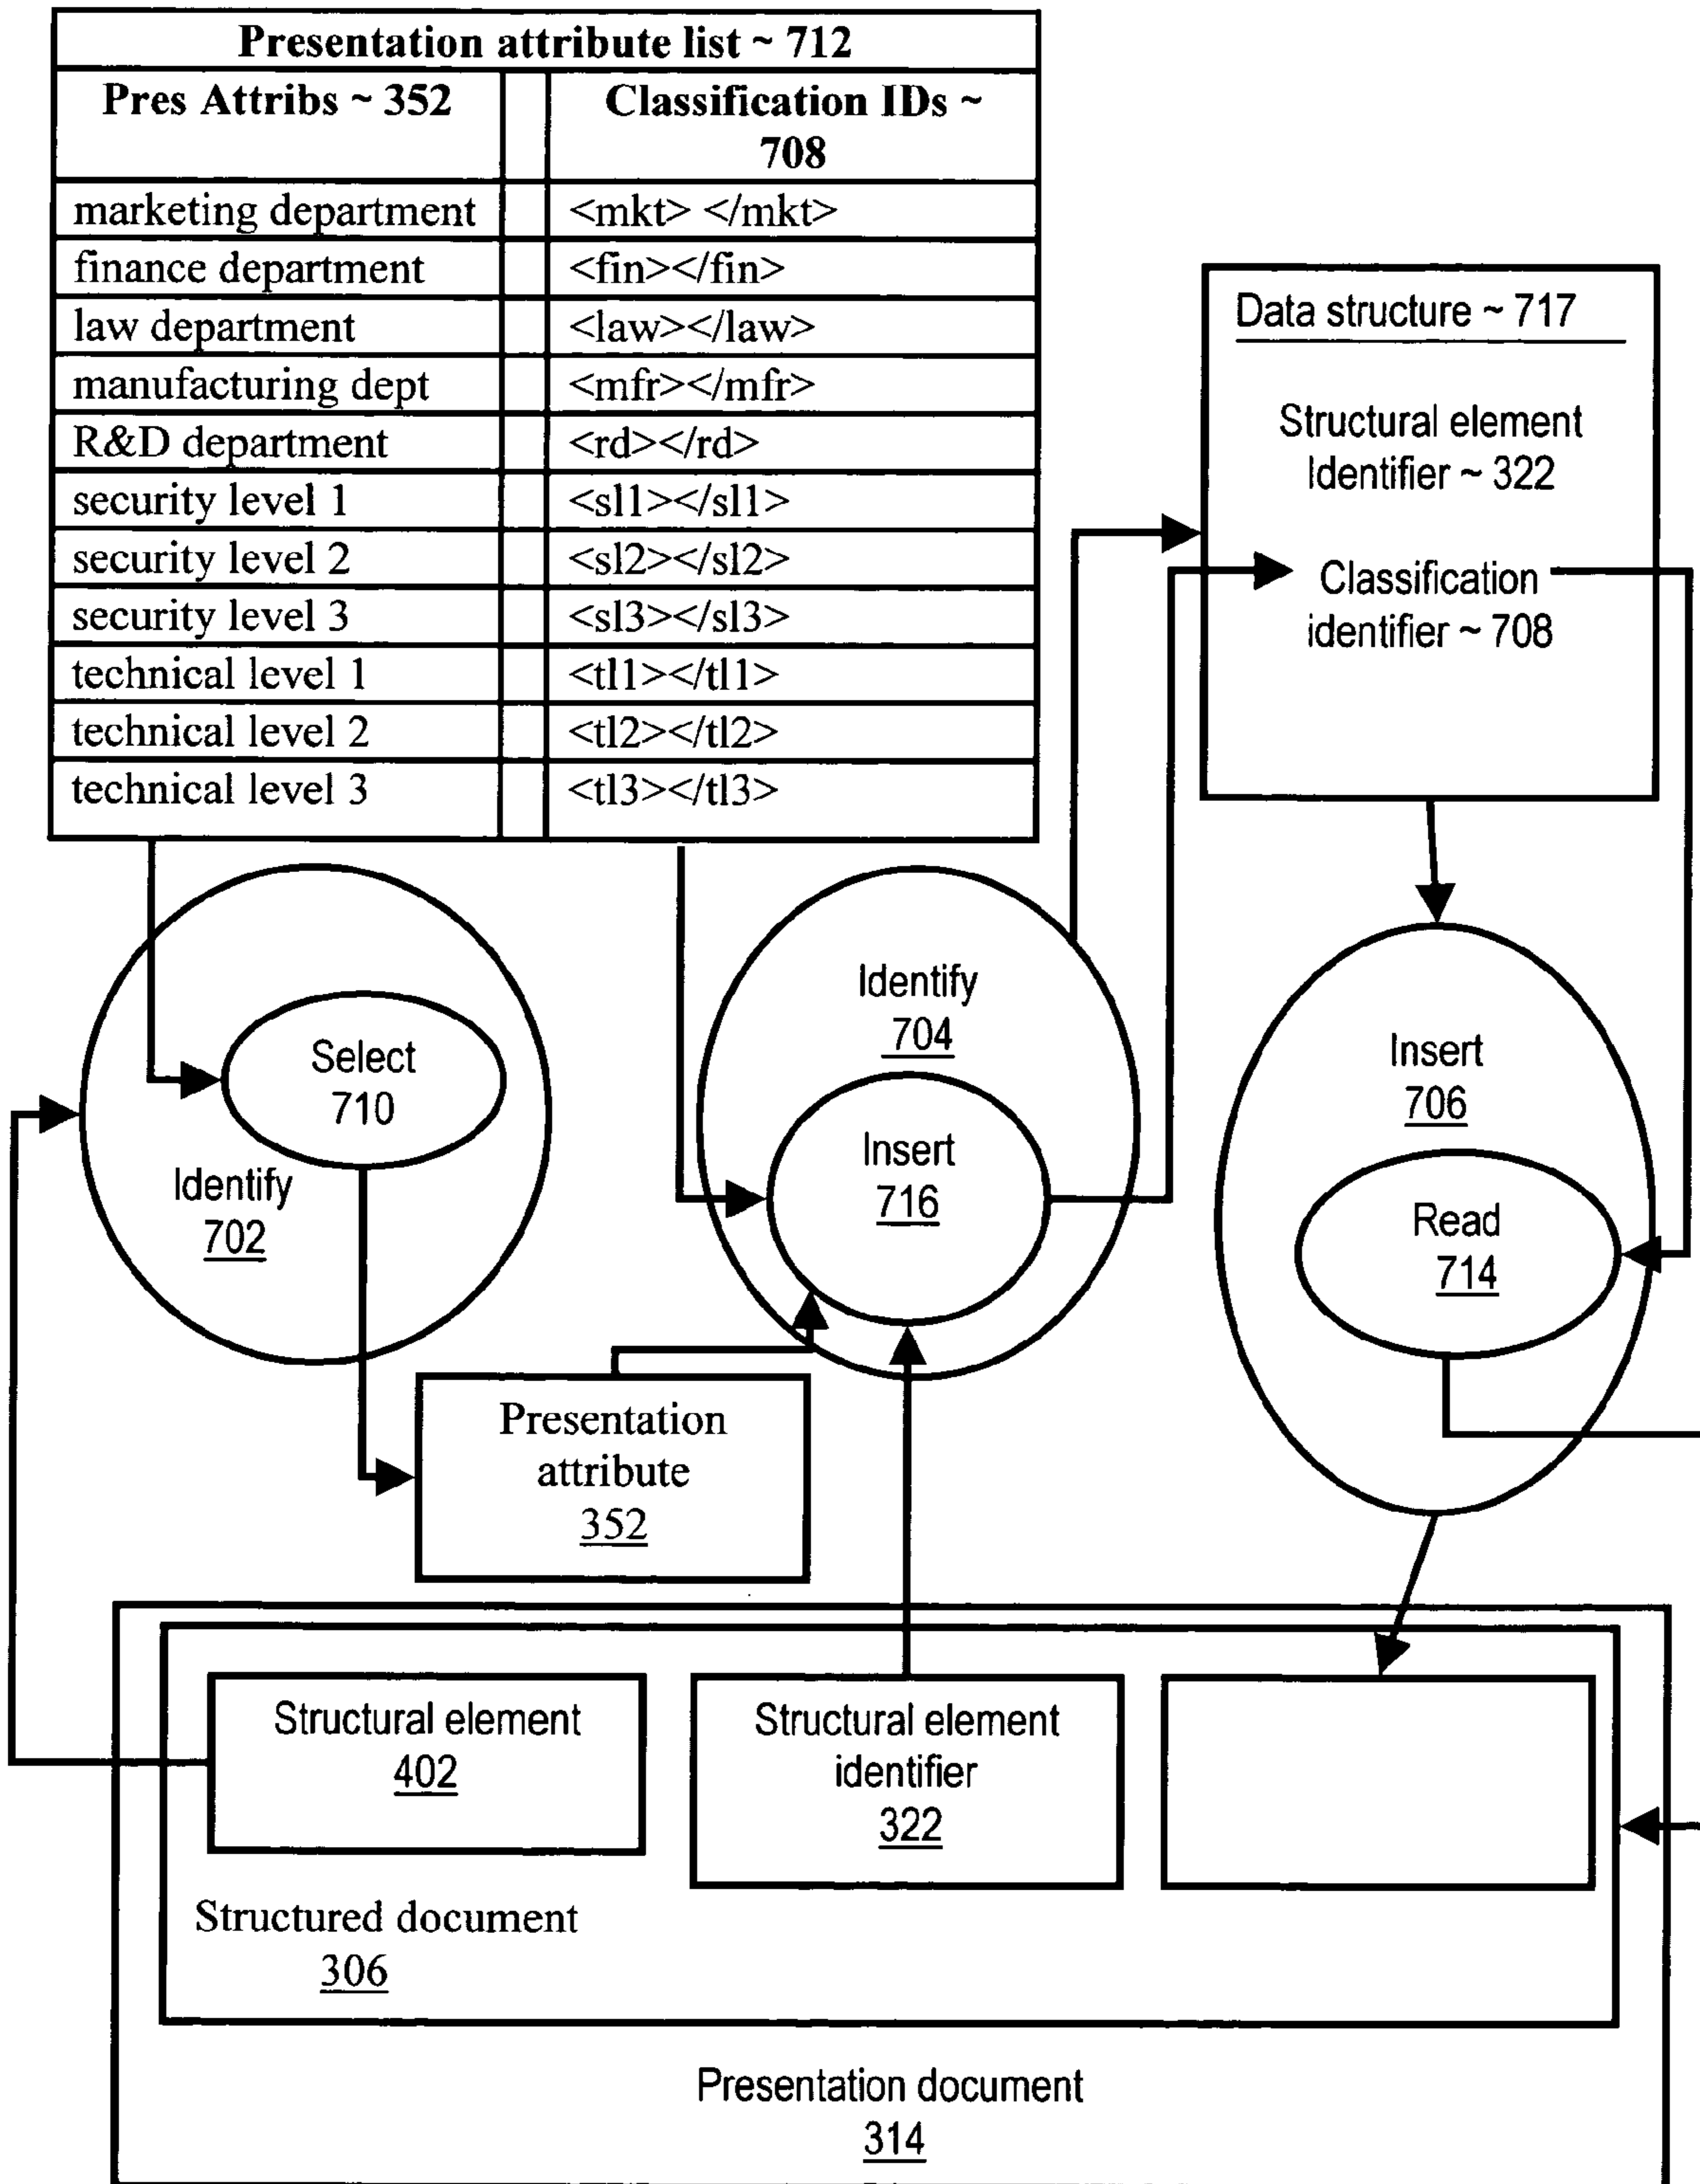 Presentation attribute list ~ 712
Pres Attribs ~ 352
Classification IDs ~
708
marketing department <mkt> </mkt>
finance department <fin></fin>
law department <law></law>
manufacturing dept <mfr></mfr>
R&D department <rd></rd>
security level 1 <sl1></sl1>
security level 2 <sl2></sl2>
security level 3 <sl3></sl3>
technical level 1 <tl1></tl1>
technical level 2 <tl2></tl2>
technical level 3 <tl3></tl3>
Data structure ~ 717
Structural element
Identifier ~ 322
Classification
identifier ~ 708
Select
710
Identify
702
Identify
704
Insert
716
Insert
706
Read
714
Presentation
attribute
352
Structural element
402
Structural element
identifier
322
Structured document
306
Presentation document
314